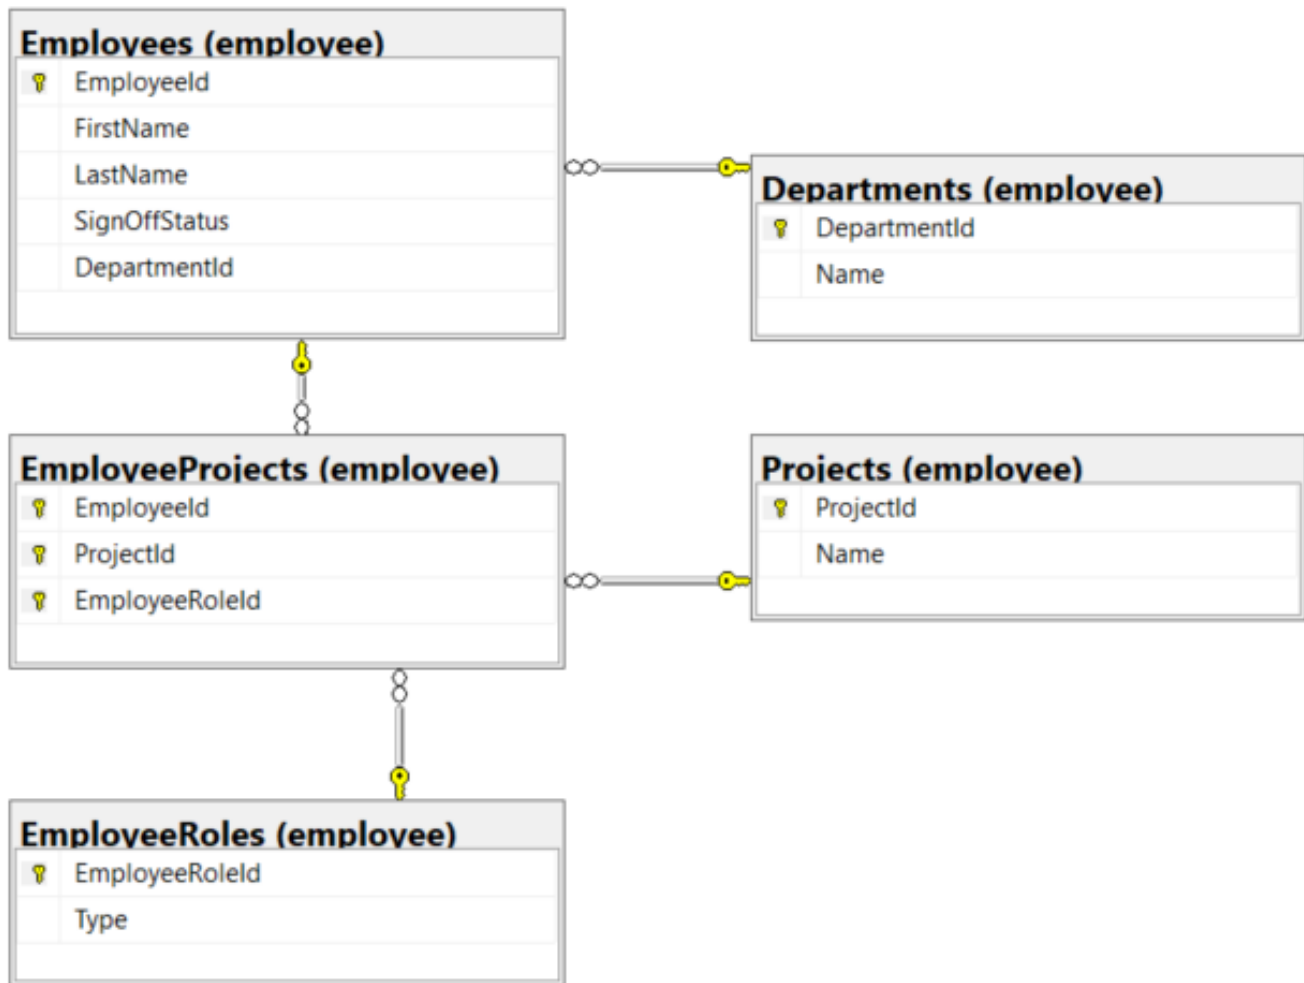 Employees (employee)
EmployeeId
FirstName
LastName
SignOffStatus
DepartmentId
Departments (employee)
DepartmentId
Name
EmployeeProjects (employee)
EmployeeId
ProjectId
EmployeeRoleId
Projects (employee)
ProjectId
Name
EmployeeRoles (employee)
EmployeeRoleId
Type